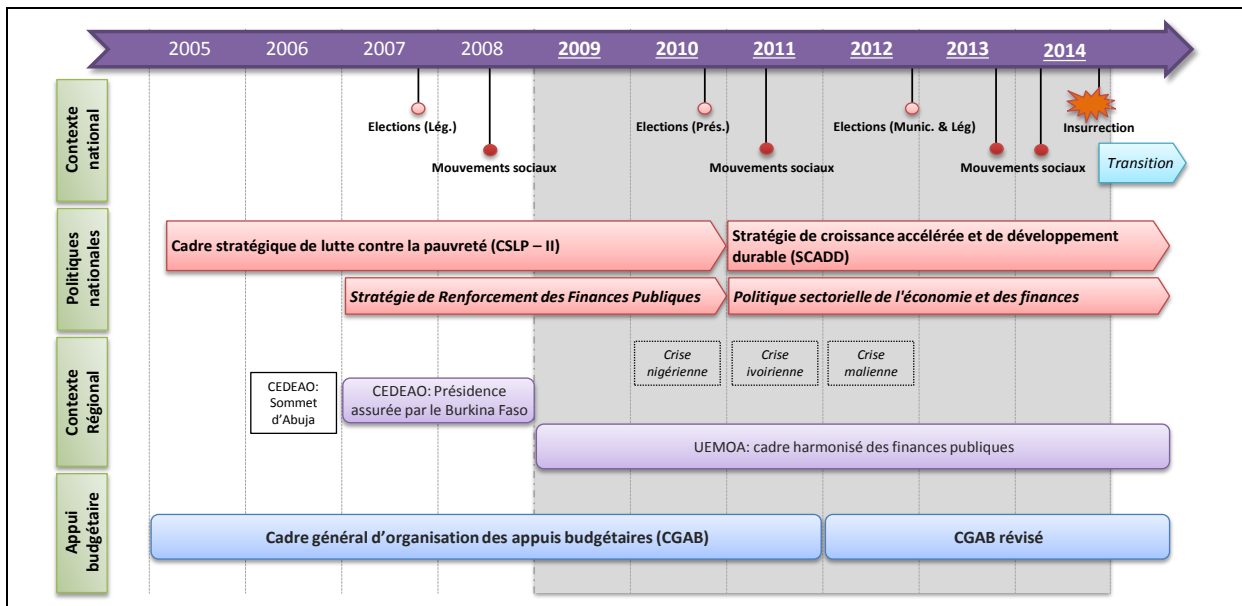 2005 2006 2007 2008 2009 2010 2011 2012 2013 2014
Contexte
national
Elections (Lég.)
Mouvements sociaux
Elections (Prés.)
Mouvements sociaux
Elections (Munic. & Lég)
Mouvements sociaux
Insurrection
Transition
Politiques
nationales
Cadre stratégique de lutte contre la pauvreté (CSLP – II)
Stratégie de croissance accélérée et de développement
durable (SCADD)
Stratégie de Renforcement des Finances Publiques
Politique sectorielle de l'économie et des finances
Contexte
Régional
CEDEAO:
Sommet
d’Abuja
CEDEAO: Présidence
assurée par le Burkina Faso
Crise
nigérienne
Crise
ivoirienne
Crise
malienne
UEMOA: cadre harmonisé des finances publiques
Appui
budgétaire
Cadre général d’organisation des appuis budgétaires (CGAB)
CGAB révisé